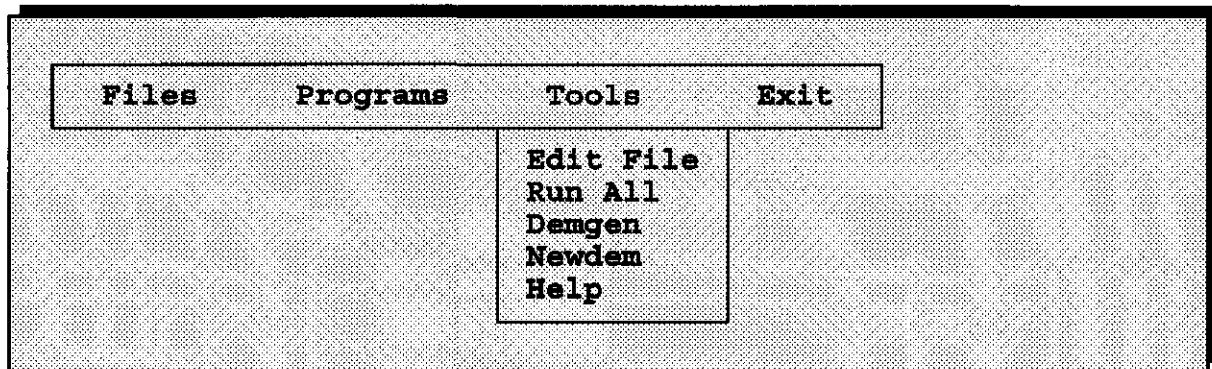 Files Programs Tools Exit
Edit File
Run All
Demgen
Newdem
Help